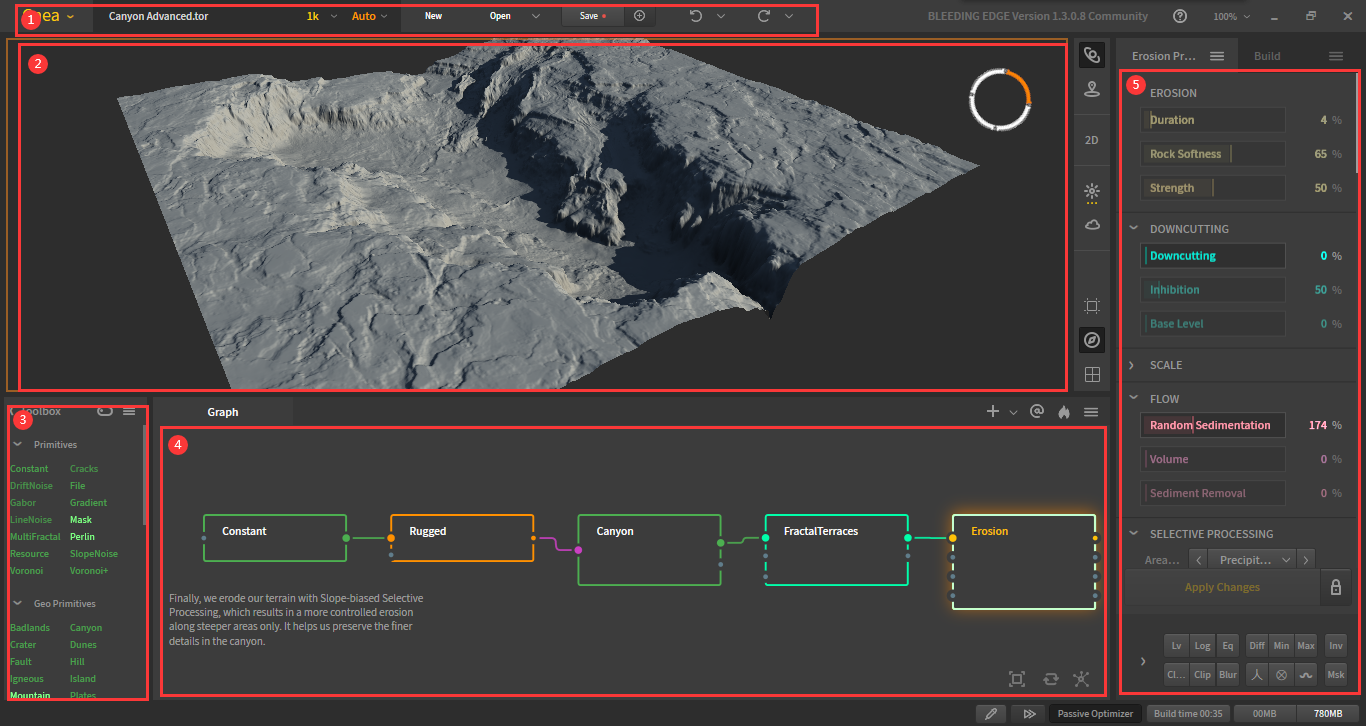 1
Canyon Advanced.tor
1k
Auto
New
Open
Save
BLEEDING EDGE Version 1.3.0.8 Community
100%
2
2D
Erosion Pr...
Build
5
EROSION
Duration 4 %
Rock Softness 65 %
Strength 50 %
DOWNCUTTING
Downcutting 0 %
Inhibition 50 %
Base Level 0 %
SCALE
FLOW
Random Sedimentation 174 %
Volume 0 %
Sediment Removal 0 %
SELECTIVE PROCESSING
Area... Precipit...
Apply Changes
Lv Log Eq Diff Min Max Inv
Cl... Clip Blur Msk
Toolbox
3
Primitives
Constant Cracks
DriftNoise File
Gabor Gradient
LineNoise Mask
MultiFractal Perlin
Resource SlopeNoise
Voronoi Voronoi+
Geo Primitives
Badlands Canyon
Crater Dunes
Fault Hill
Igneous Island
Mountain Plates
Graph
4
Constant
Rugged
Canyon
FractalTerraces
Erosion
Finally, we erode our terrain with Slope-biased Selective
Processing, which results in a more controlled erosion
along steeper areas only. It helps us preserve the finer
details in the canyon.
Passive Optimizer
Build time 00:35
00MB
780MB